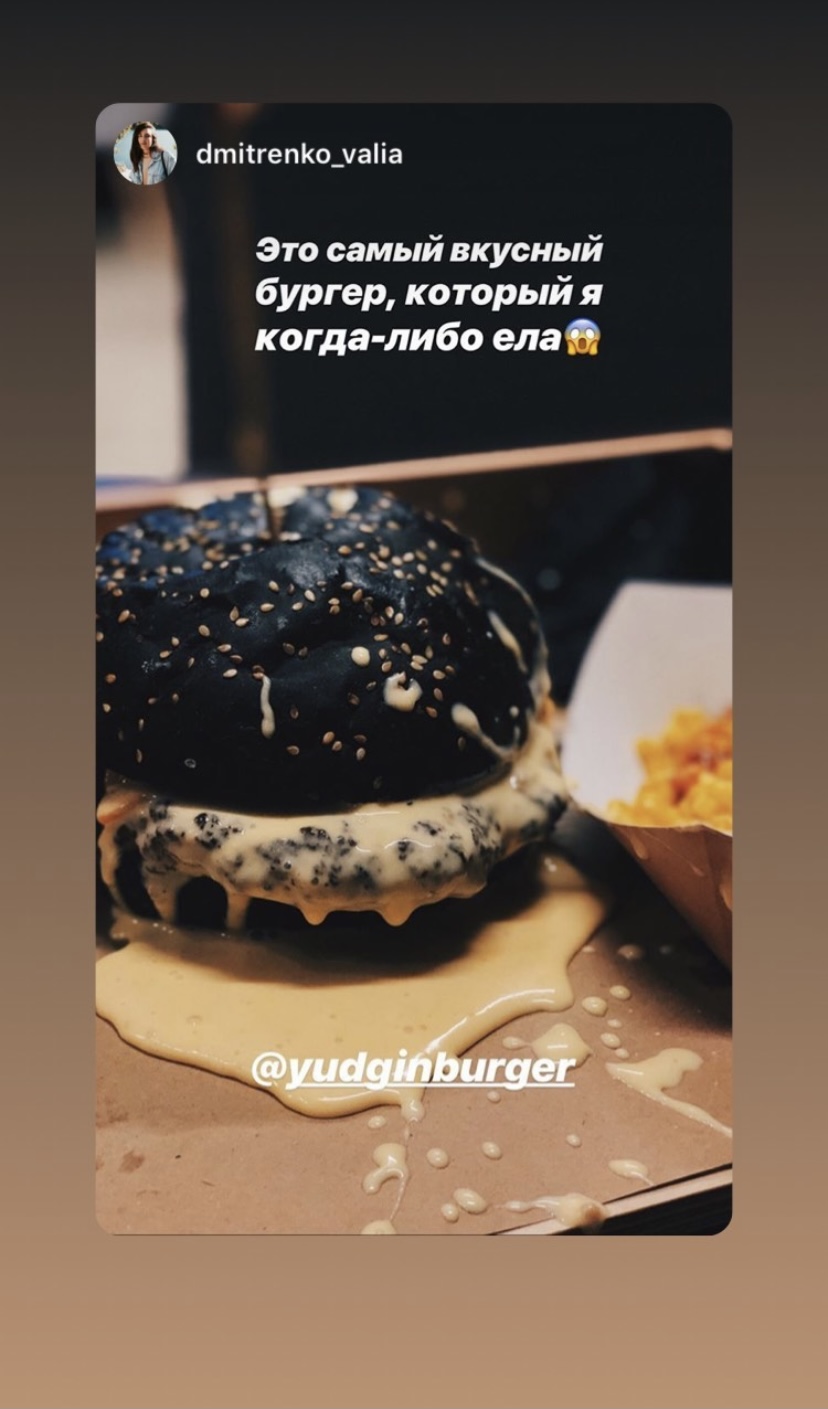 dmitrenko_valia
Это самый вкусный
бургер, который я
когда-либо ела😱
@yudginburger